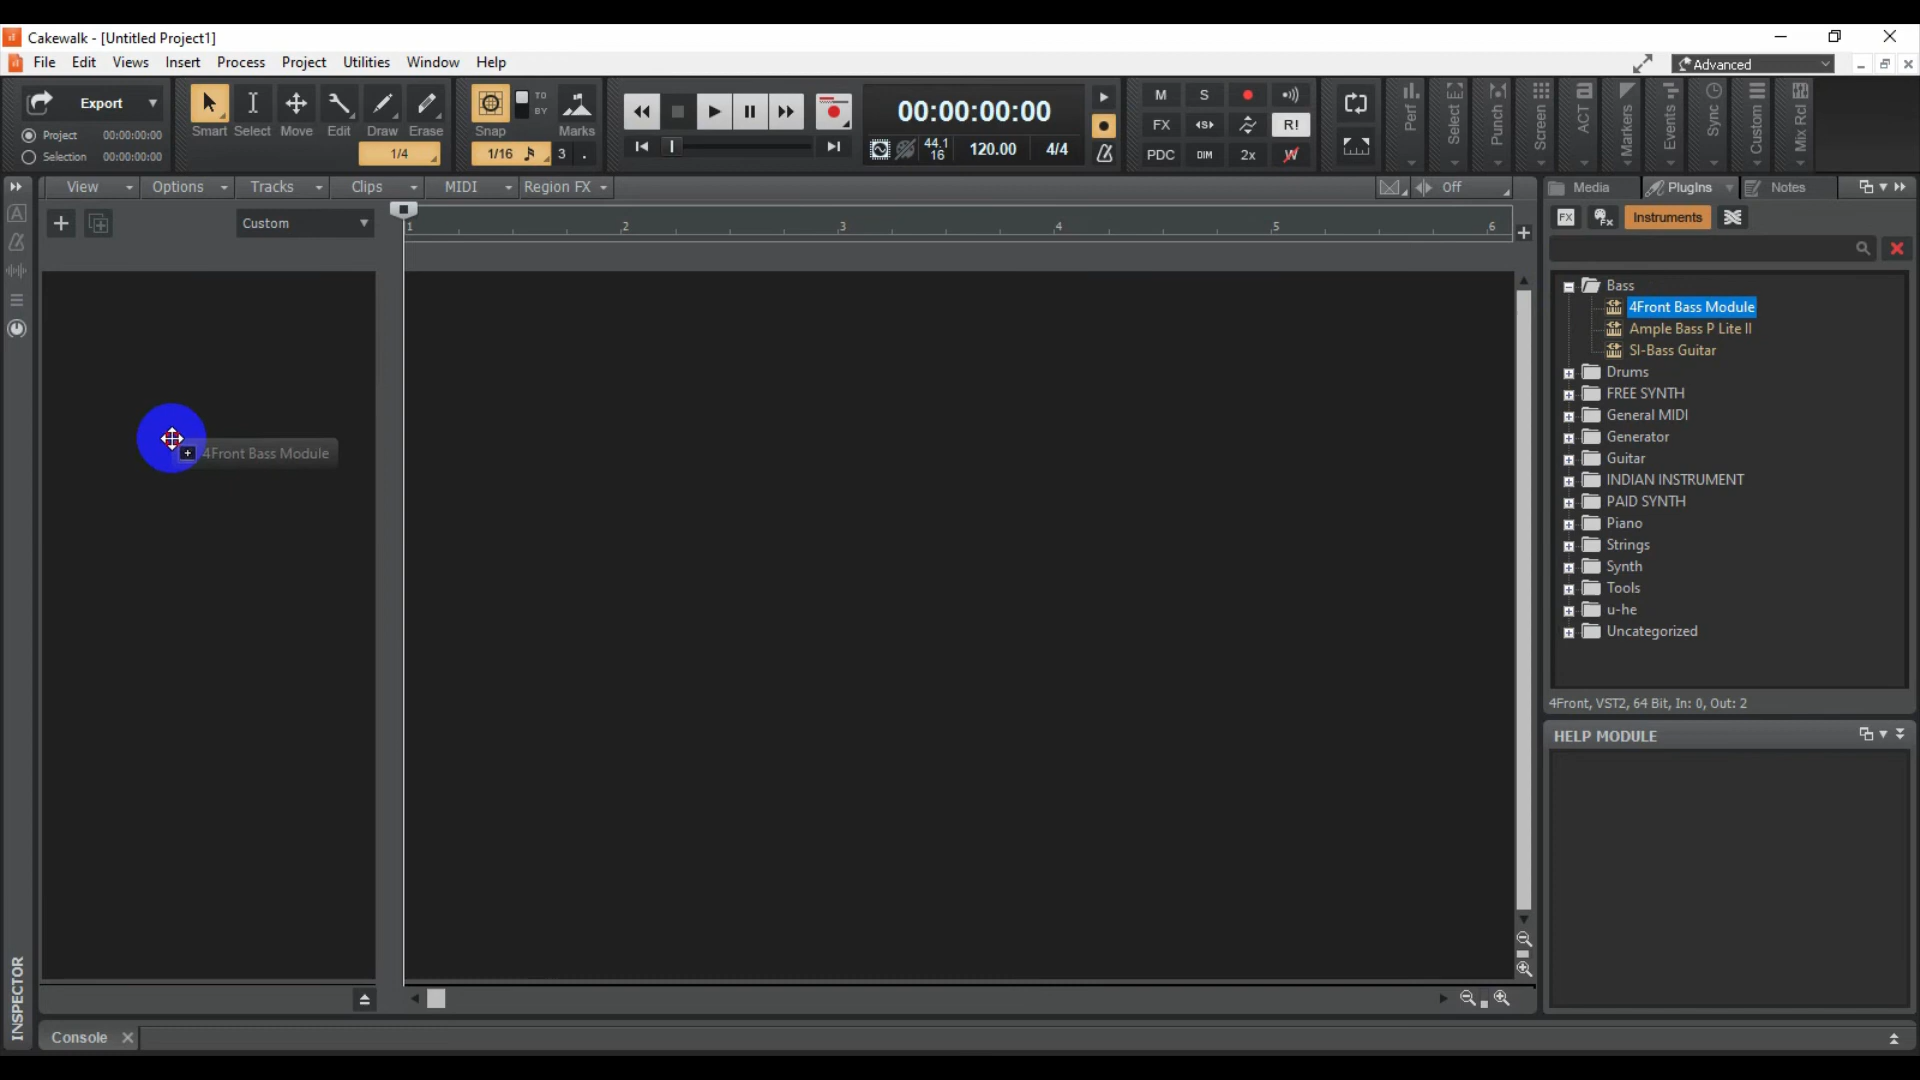 Cakewalk - [Untitled Project1]
File Edit Views Insert Process Project Utilities Window Help
Advanced
Export
Project 00:00:00:00
Selection 00:00:00:00
Smart Select Move Edit Draw Erase
1/4
Snap
TO
BY
Marks
1/16
3 .
00:00:00:00
44.1
16
120.00
4/4
M S
FX R!
PDC DIM 2x W
Perf
Select
Punch
Screen
ACT
Markers
Events
Sync
Custom
Mix Rcl
View Options Tracks Clips MIDI Region FX Off
Media PlugIns Notes
FX Fx Instruments
Custom
1 2 3 4 5 6
Bass
4Front Bass Module
Ample Bass P Lite II
SI-Bass Guitar
Drums
FREE SYNTH
General MIDI
Generator
Guitar
INDIAN INSTRUMENT
PAID SYNTH
Piano
Strings
Synth
Tools
u-he
Uncategorized
4Front Bass Module
4Front, VST2, 64 Bit, In: 0, Out: 2
HELP MODULE
INSPECTOR
Console